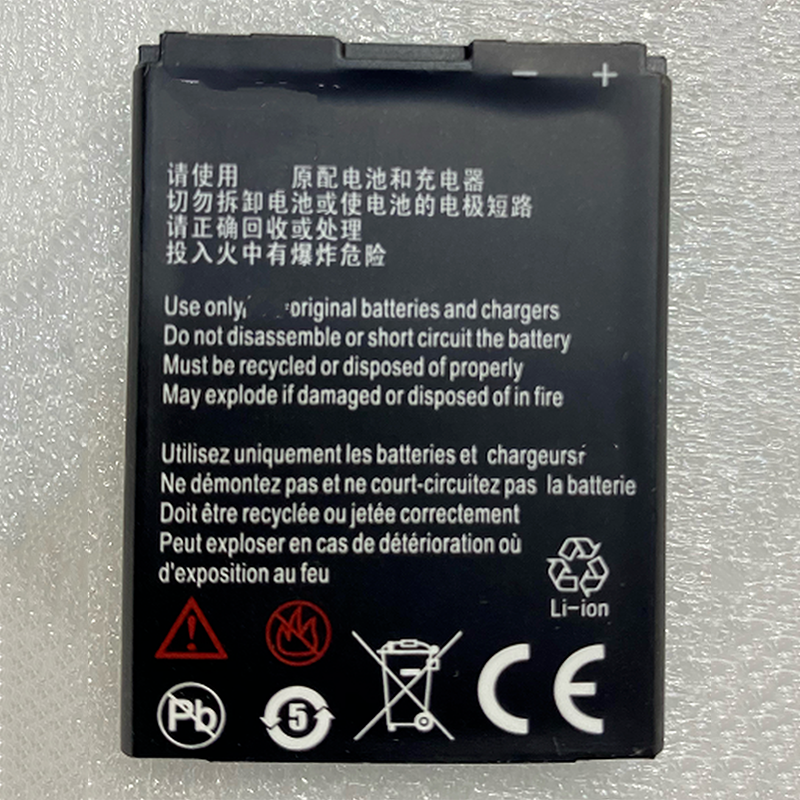 − +
请使用 原配电池和充电器
切勿拆卸电池或使电池的电极短路
请正确回收或处理
投入火中有爆炸危险
Use only, original batteries and chargers
Do not disassemble or short circuit the battery
Must be recycled or disposed of properly
May explode if damaged or disposed of in fire
Utilisez uniquement les batteries et chargeurs
Ne démontez pas et ne court-circuitez pas la batterie
Doit être recyclée ou jetée correctement
Peut exploser en cas de détérioration où
d'exposition au feu
Li-ion
Pb
5
CE